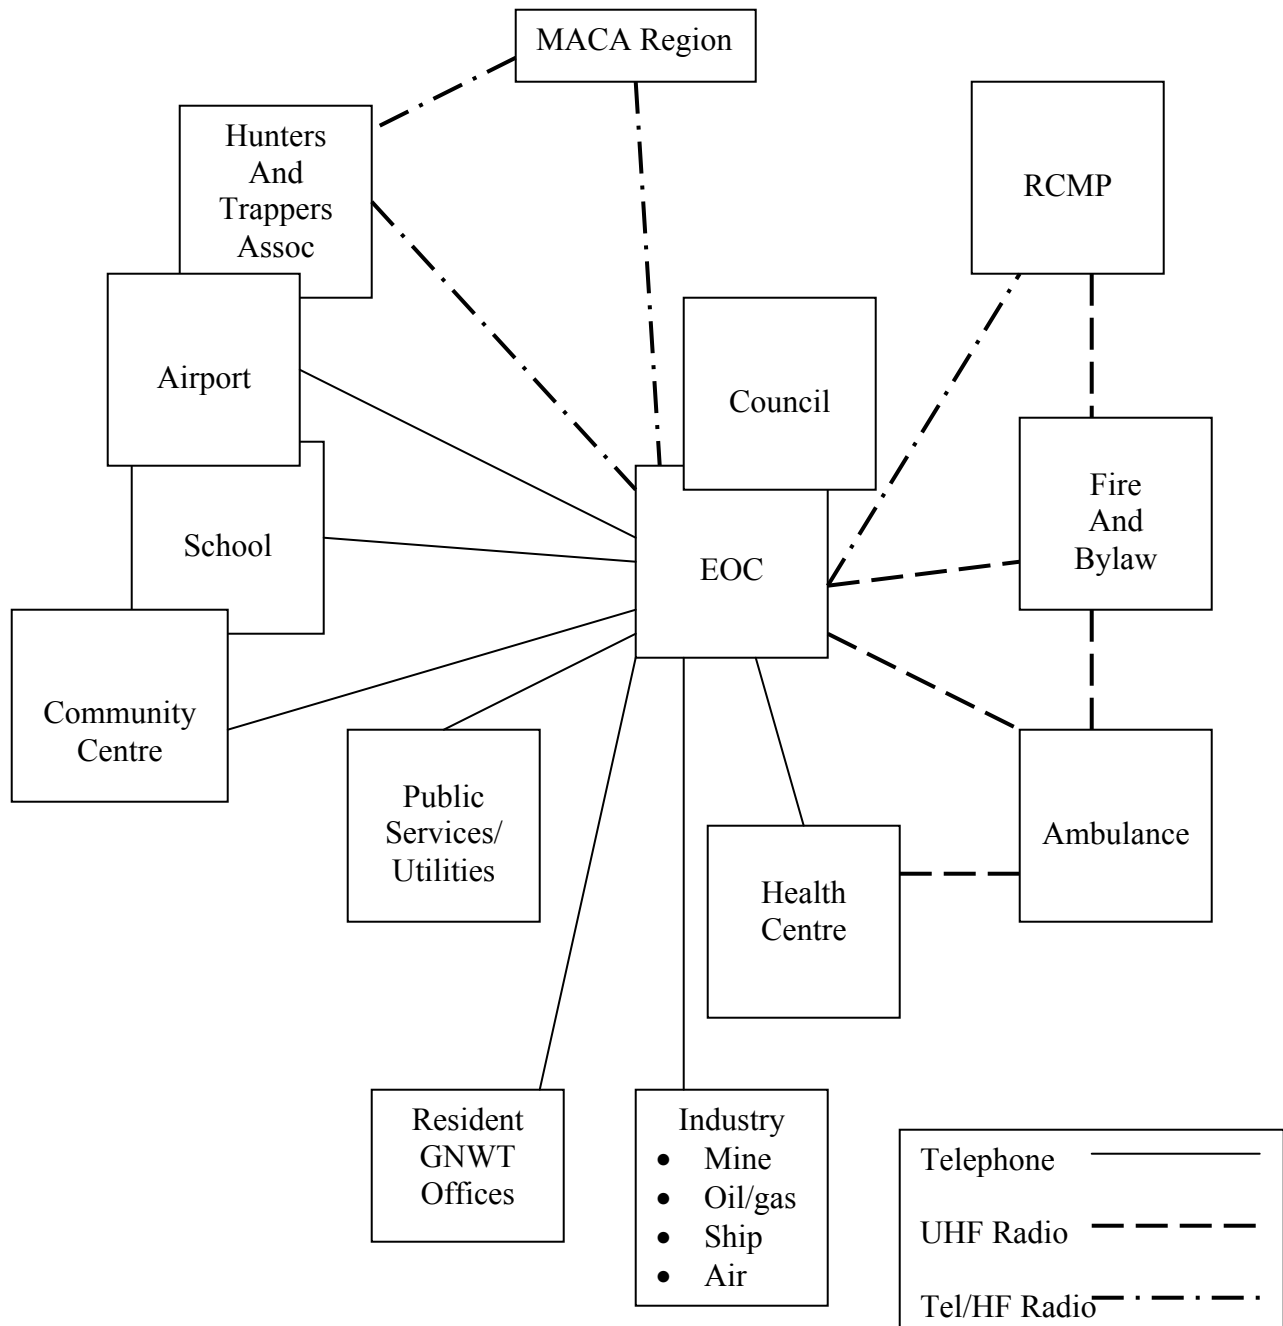 MACA Region
Hunters
And
Trappers
Assoc
RCMP
Airport
Council
School
EOC
Fire
And
Bylaw
Community
Centre
Public
Services/
Utilities
Ambulance
Health
Centre
Resident
GNWT
Offices
Industry
• Mine
• Oil/gas
• Ship
• Air
Telephone
UHF Radio
Tel/HF Radio